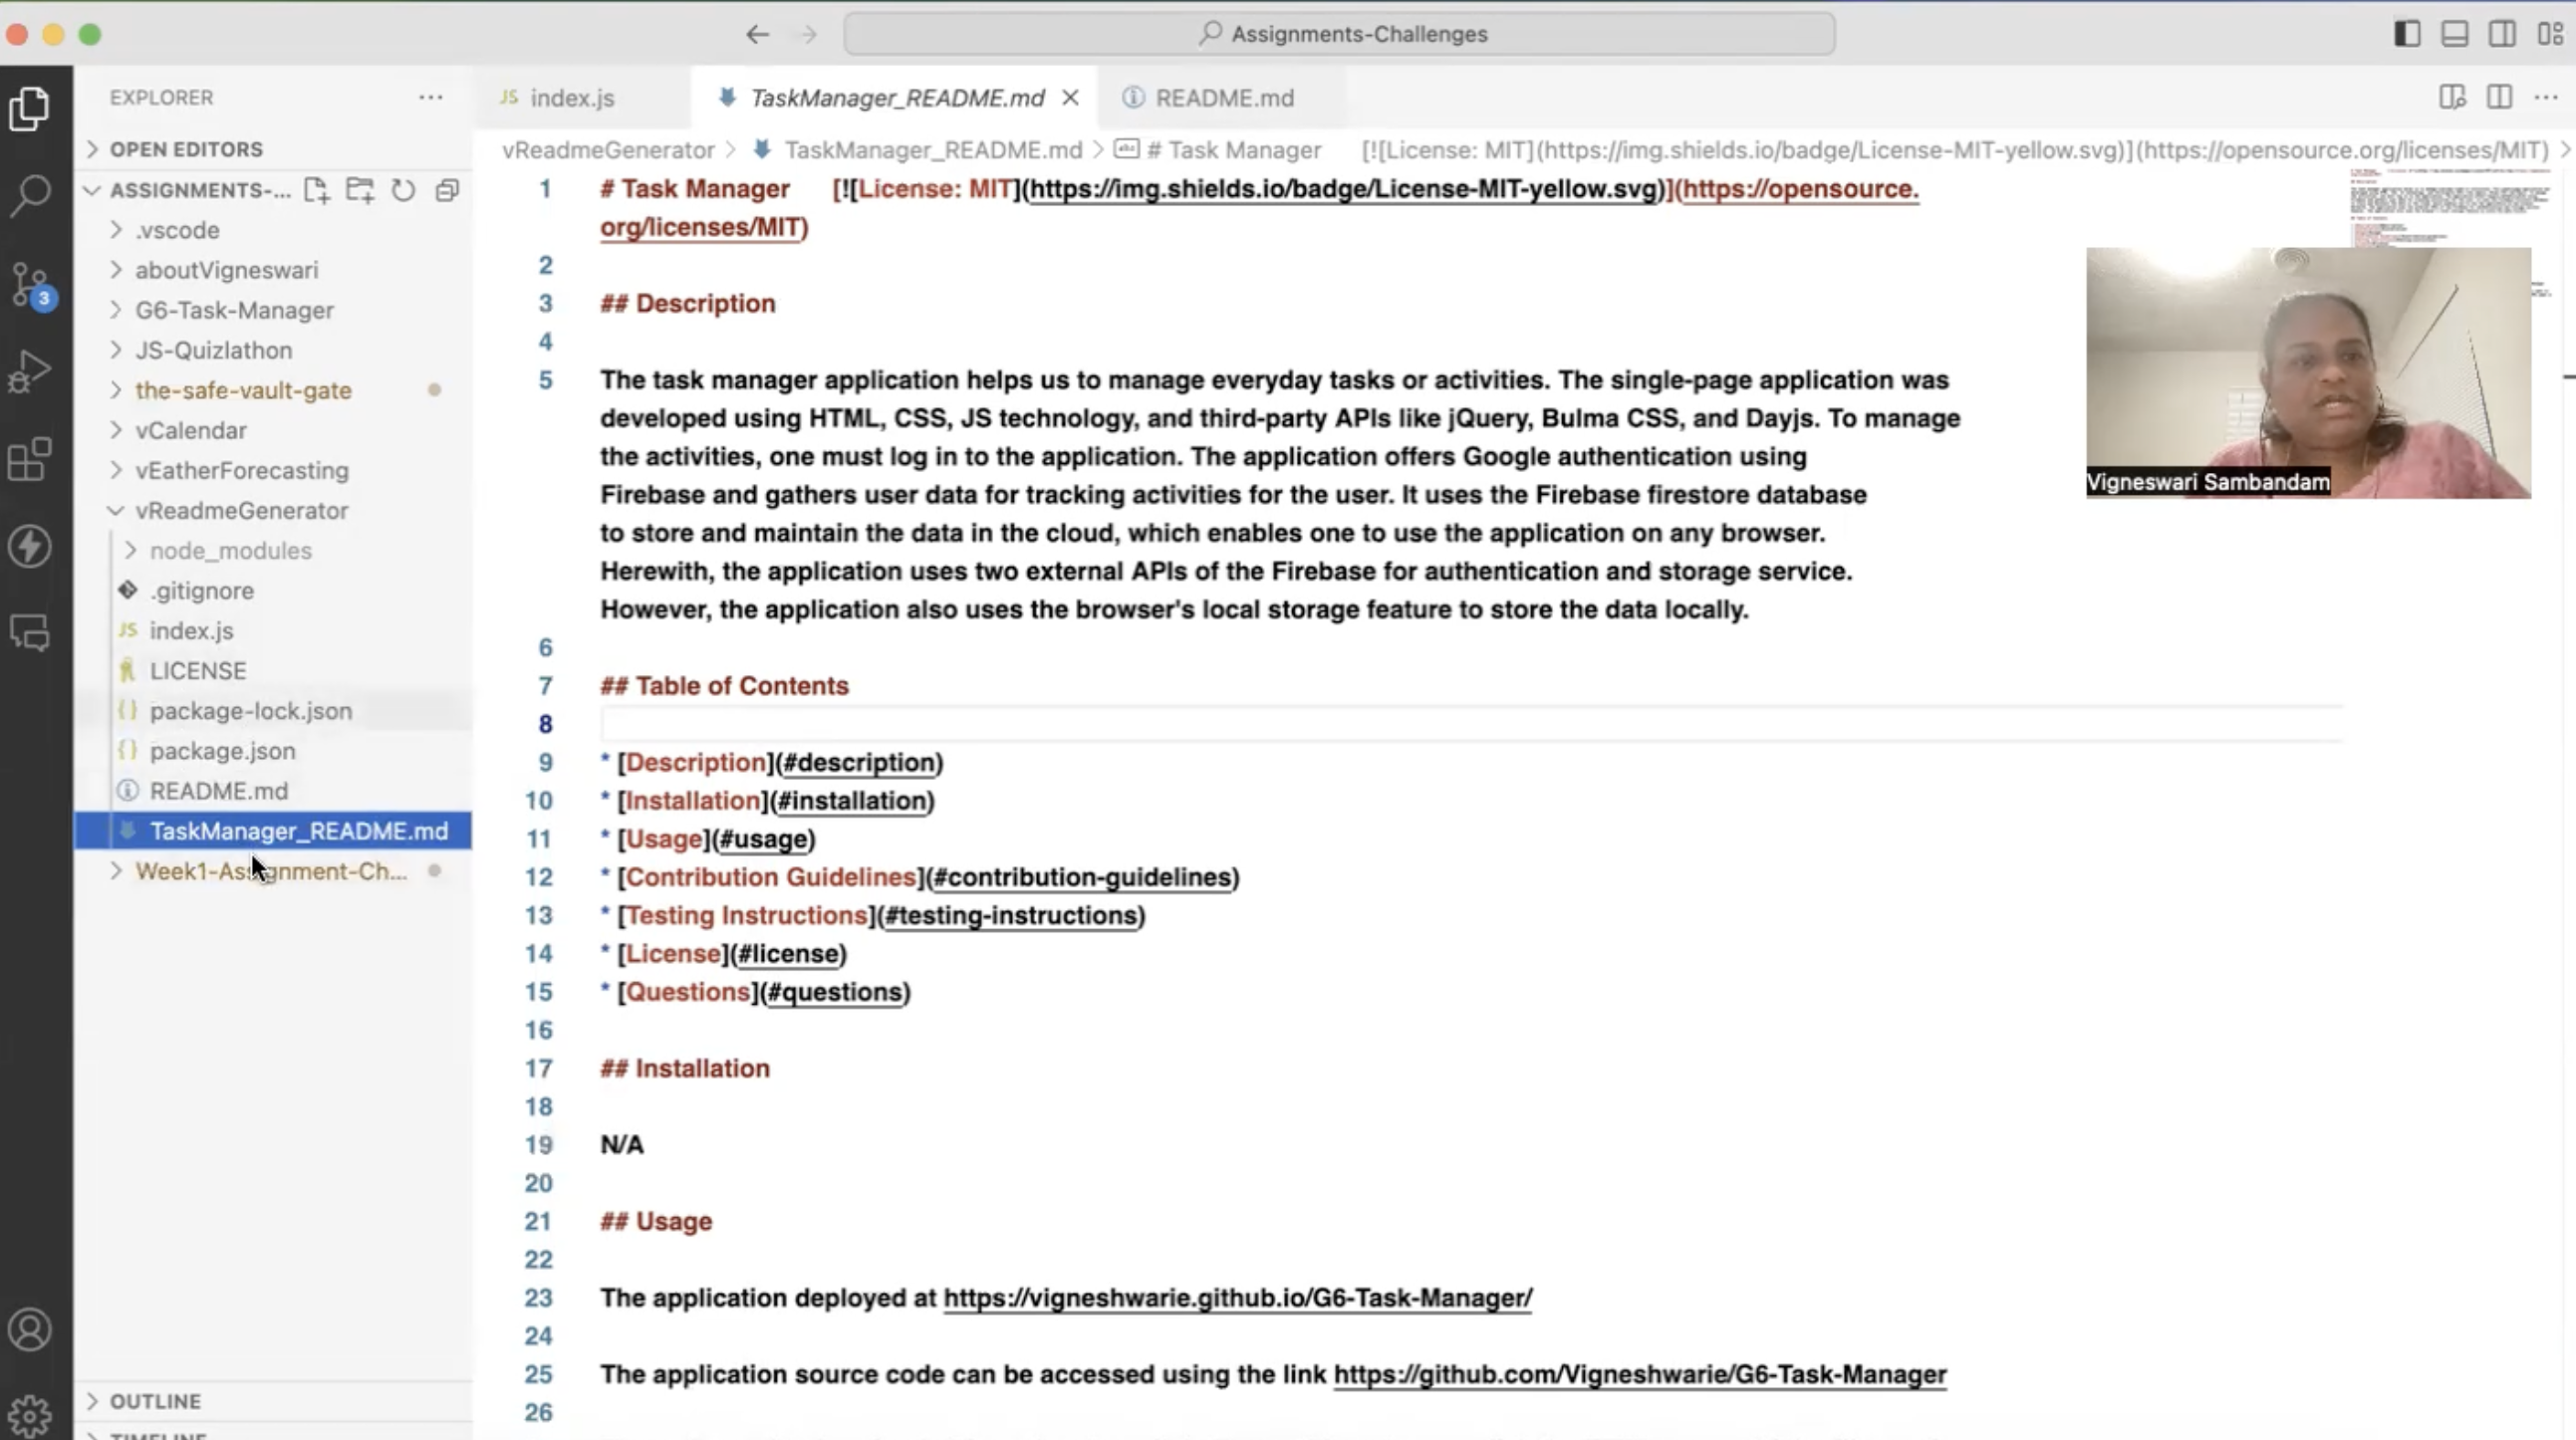 Assignments-Challenges
EXPLORER
OPEN EDITORS
ASSIGNMENTS-...
.vscode
aboutVigneswari
G6-Task-Manager
JS-Quizlathon
the-safe-vault-gate
vCalendar
vEatherForecasting
vReadmeGenerator
node_modules
.gitignore
JS index.js
LICENSE
{} package-lock.json
{} package.json
README.md
TaskManager_README.md
Week1-Assignment-Ch...
OUTLINE
TIMELINE
3
JS index.js
TaskManager_README.md
README.md
vReadmeGenerator > TaskManager_README.md > # Task Manager [![License: MIT](https://img.shields.io/badge/License-MIT-yellow.svg)](https://opensource.org/licenses/MIT) >
1 # Task Manager [![License: MIT](https://img.shields.io/badge/License-MIT-yellow.svg)](https://opensource.
org/licenses/MIT)
2
3 ## Description
4
5 The task manager application helps us to manage everyday tasks or activities. The single-page application was
developed using HTML, CSS, JS technology, and third-party APIs like jQuery, Bulma CSS, and Dayjs. To manage
the activities, one must log in to the application. The application offers Google authentication using
Firebase and gathers user data for tracking activities for the user. It uses the Firebase firestore database
to store and maintain the data in the cloud, which enables one to use the application on any browser.
Herewith, the application uses two external APIs of the Firebase for authentication and storage service.
However, the application also uses the browser's local storage feature to store the data locally.
6
7 ## Table of Contents
8
9 * [Description](#description)
10 * [Installation](#installation)
11 * [Usage](#usage)
12 * [Contribution Guidelines](#contribution-guidelines)
13 * [Testing Instructions](#testing-instructions)
14 * [License](#license)
15 * [Questions](#questions)
16
17 ## Installation
18
19 N/A
20
21 ## Usage
22
23 The application deployed at https://vigneshwarie.github.io/G6-Task-Manager/
24
25 The application source code can be accessed using the link https://github.com/Vigneshwarie/G6-Task-Manager
26
Vigneswari Sambandam